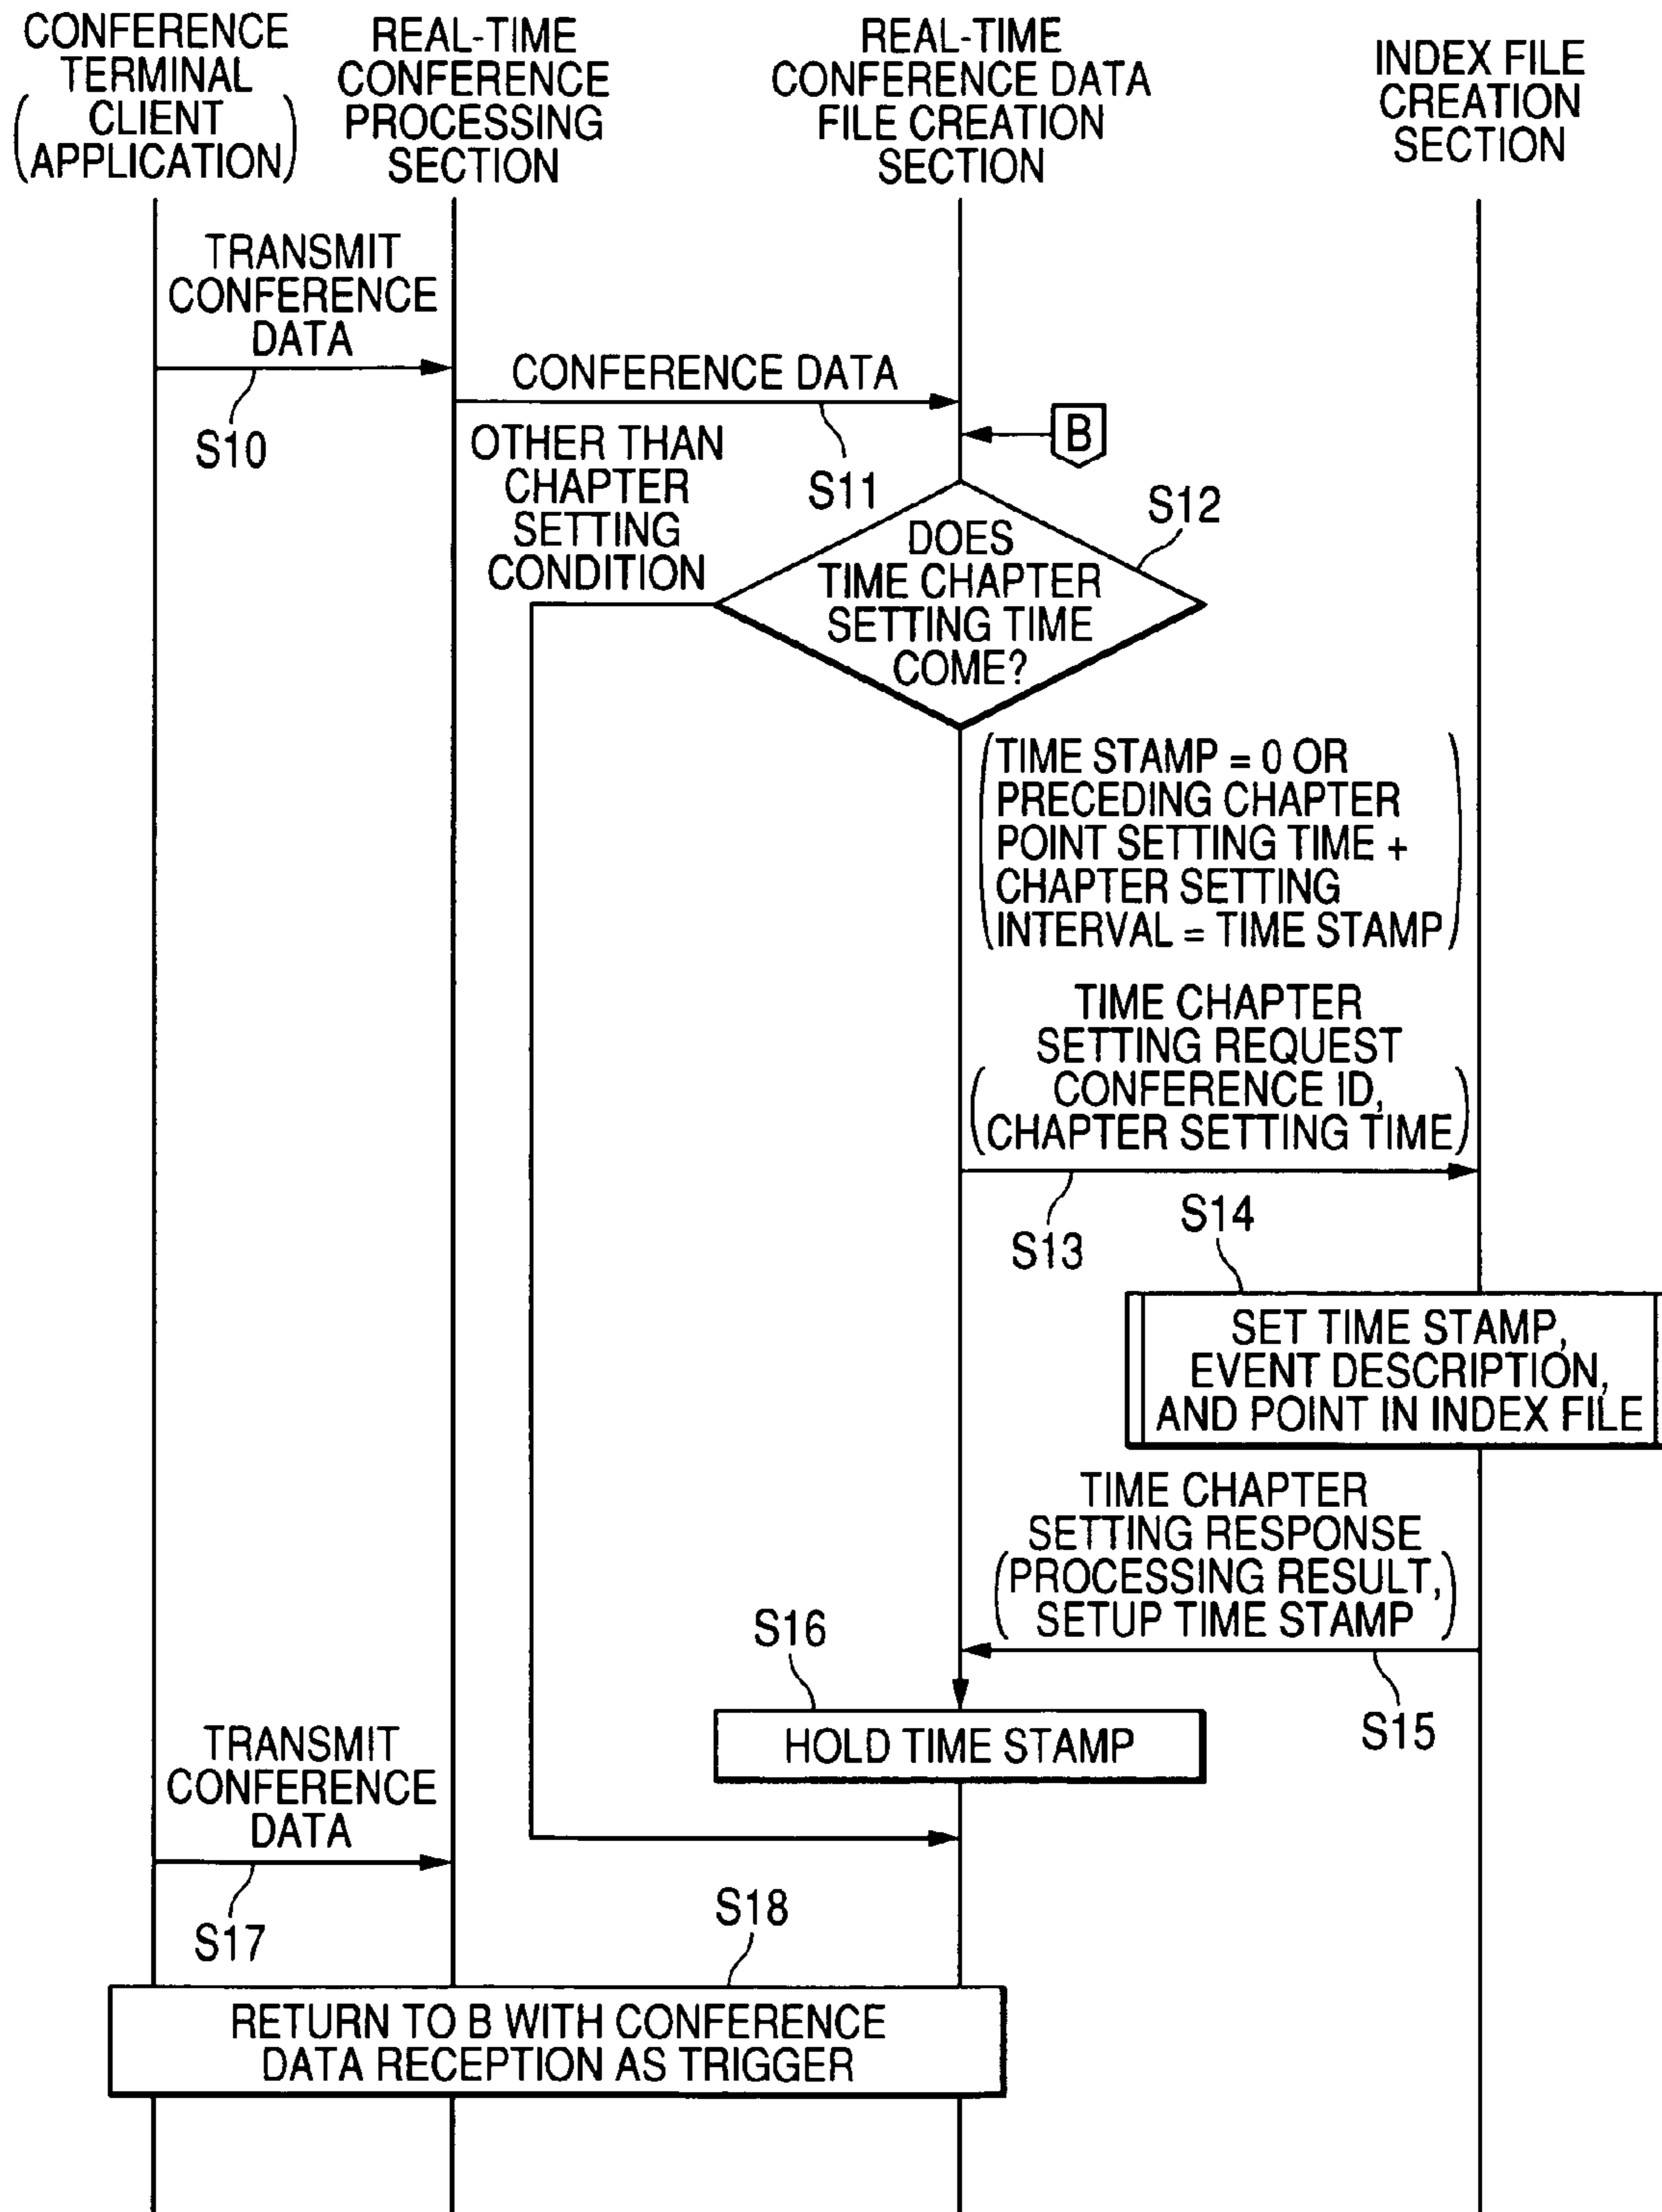 CONFERENCE
TERMINAL
CLIENT
APPLICATION
REAL-TIME
CONFERENCE
PROCESSING
SECTION
REAL-TIME
CONFERENCE DATA
FILE CREATION
SECTION
INDEX FILE
CREATION
SECTION
TRANSMIT
CONFERENCE
DATA
S10
CONFERENCE DATA
S11
B
OTHER THAN
CHAPTER
SETTING
CONDITION
S12
DOES
TIME CHAPTER
SETTING TIME
COME?
(TIME STAMP = 0 OR
PRECEDING CHAPTER
POINT SETTING TIME +
CHAPTER SETTING
INTERVAL = TIME STAMP)
TIME CHAPTER
SETTING REQUEST
(CONFERENCE ID,
CHAPTER SETTING TIME)
S13
S14
SET TIME STAMP,
EVENT DESCRIPTION,
AND POINT IN INDEX FILE
TIME CHAPTER
SETTING RESPONSE
(PROCESSING RESULT,
SETUP TIME STAMP)
S15
S16
HOLD TIME STAMP
TRANSMIT
CONFERENCE
DATA
S17
S18
RETURN TO B WITH CONFERENCE
DATA RECEPTION AS TRIGGER